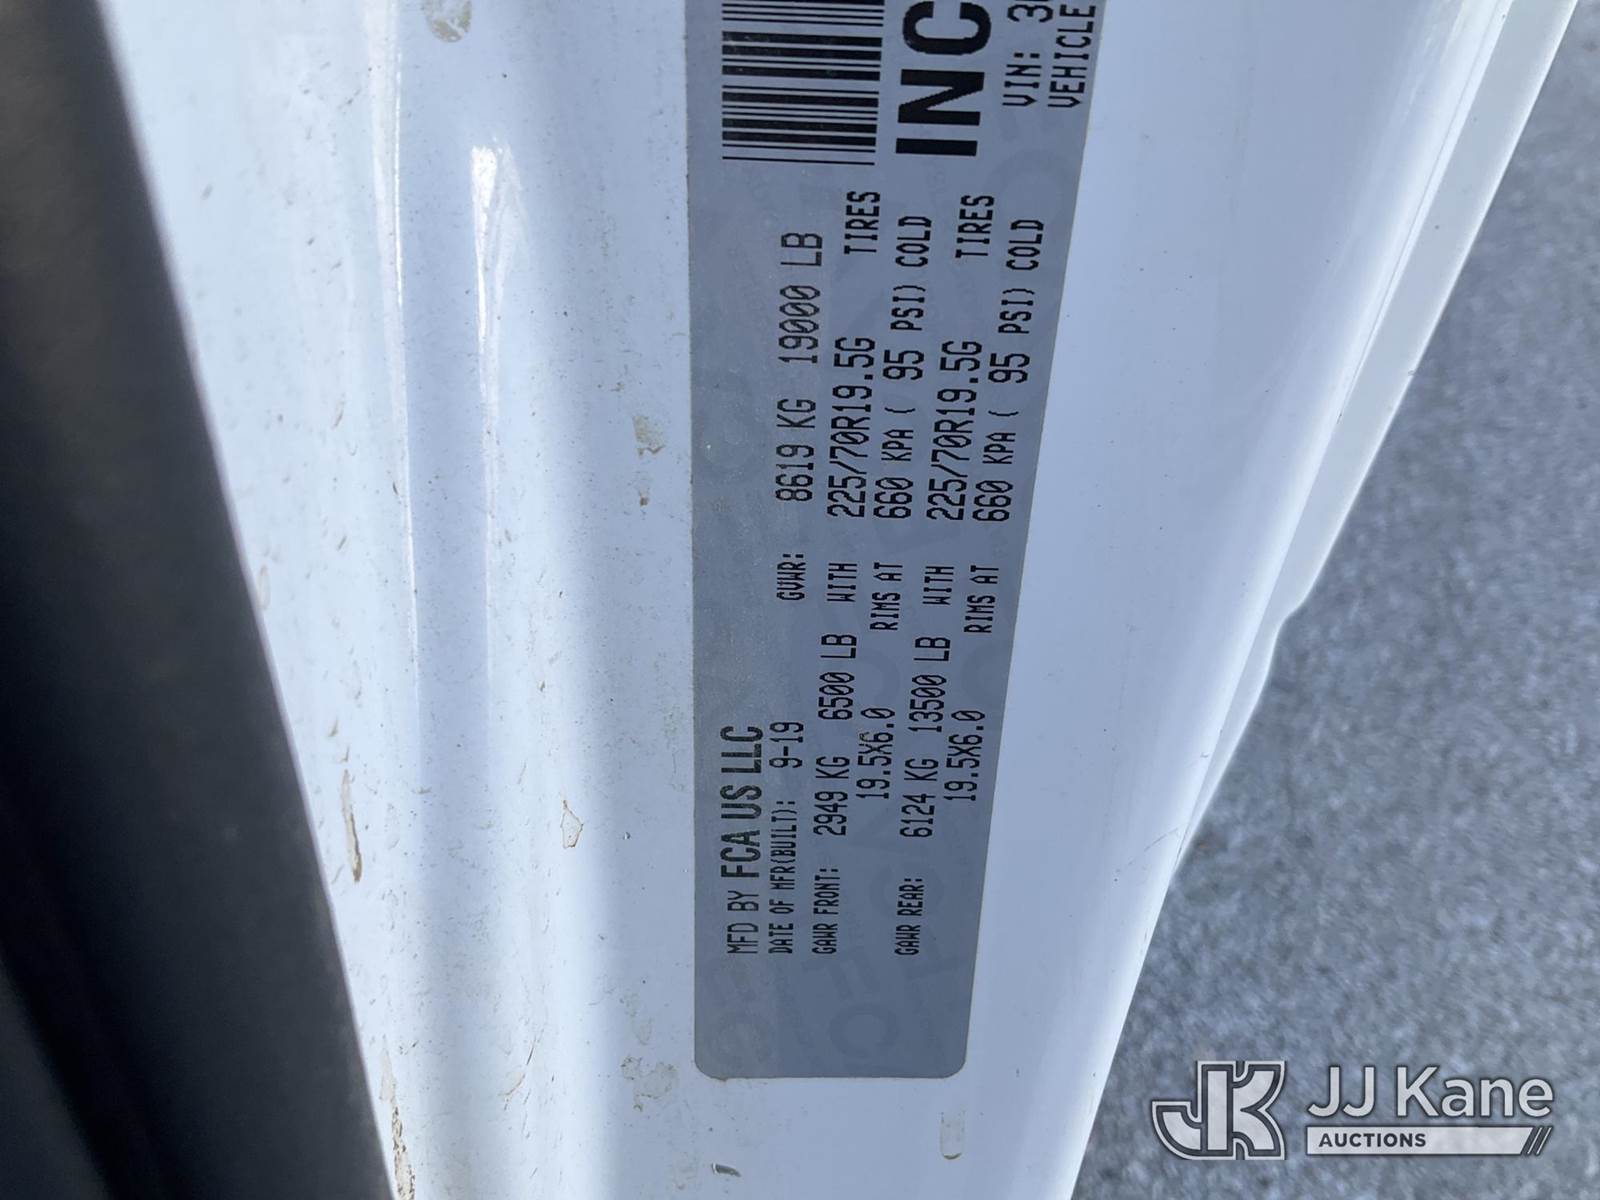 MFD BY FCA US LLC
DATE OF MFR(BUILT): 9-19 GVWR: 8619 KG 19000 LB
GAWR FRONT: 2949 KG 6500 LB WITH 225/70R19.5G TIRES
19.5X6.0 RIMS AT 660 KPA ( 95 PSI) COLD
GAWR REAR: 6124 KG 13500 LB WITH 225/70R19.5G TIRES
19.5X6.0 RIMS AT 660 KPA ( 95 PSI) COLD
INC
VIN: 3
VEHICLE
JK JJ Kane
AUCTIONS